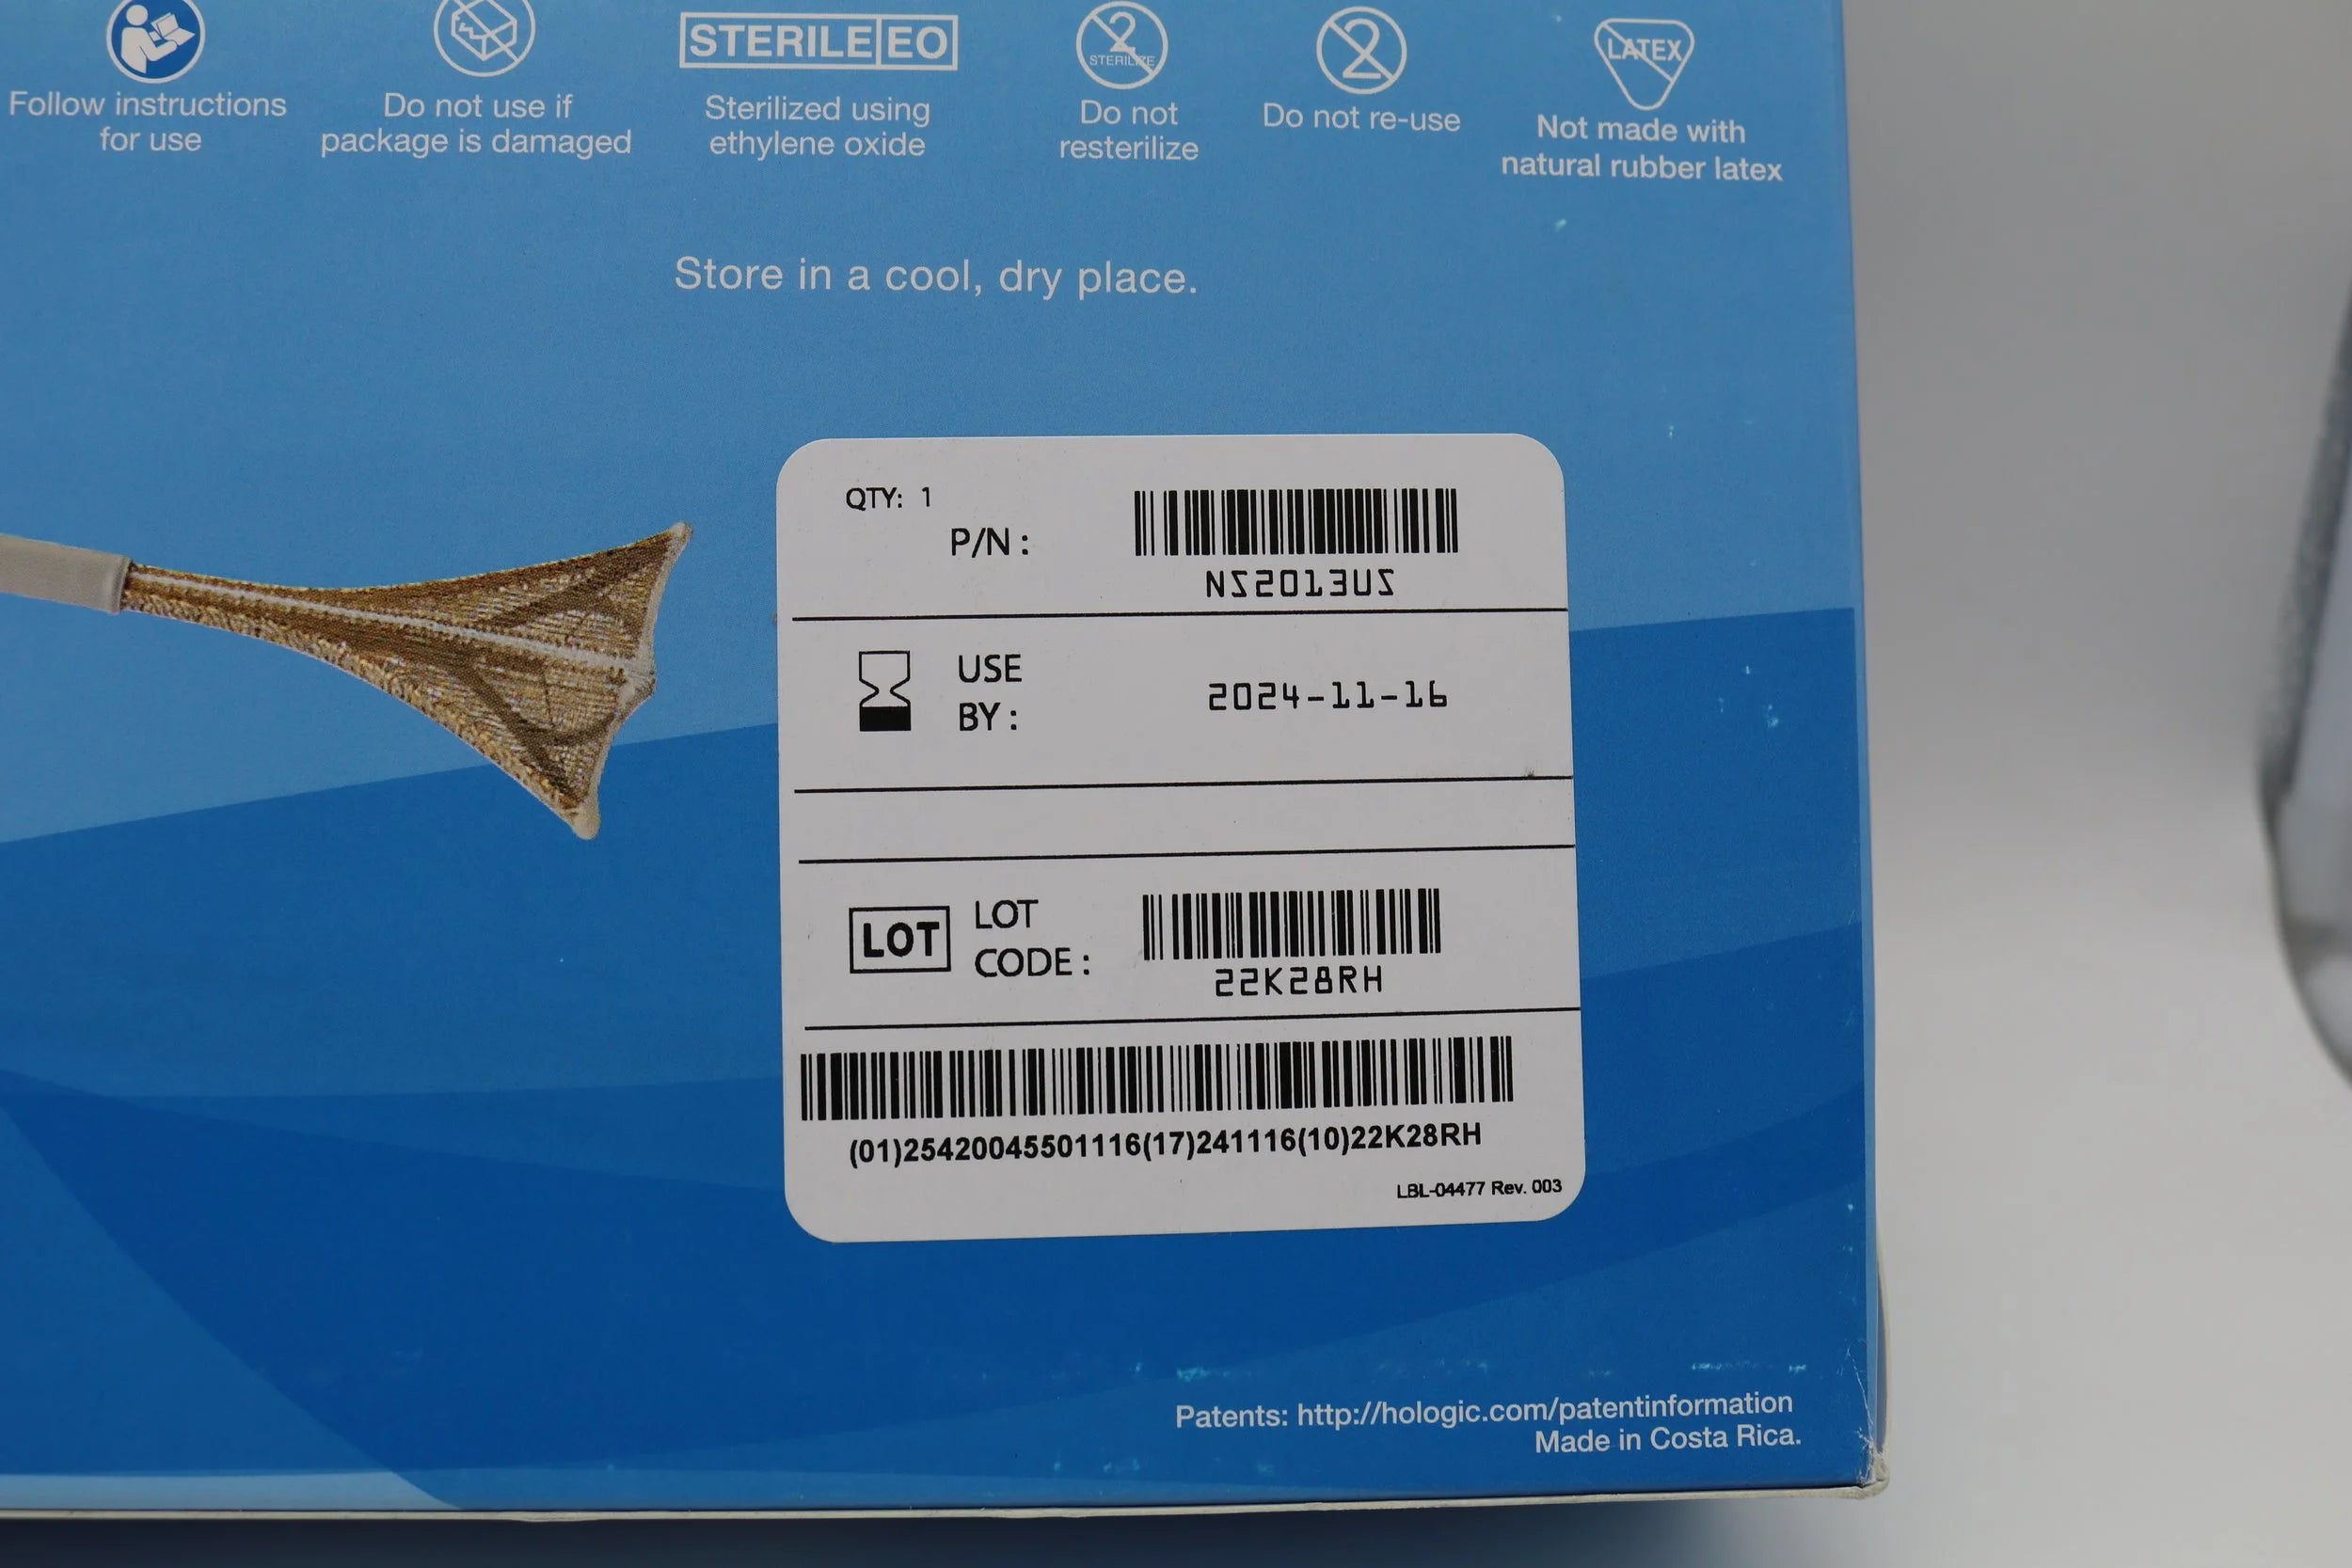 STERILE EO
2
STERILIZE
2
LATEX
Follow instructions
for use
Do not use if
package is damaged
Sterilized using
ethylene oxide
Do not
resterilize
Do not re-use
Not made with
natural rubber latex
Store in a cool, dry place.
QTY: 1
P/N :
NS2013US
USE
BY :
2024-11-16
LOT
LOT
CODE :
22K28RH
(01)25420045501116(17)241116(10)22K28RH
LBL-04477 Rev. 003
Patents: http://hologic.com/patentinformation
Made in Costa Rica.